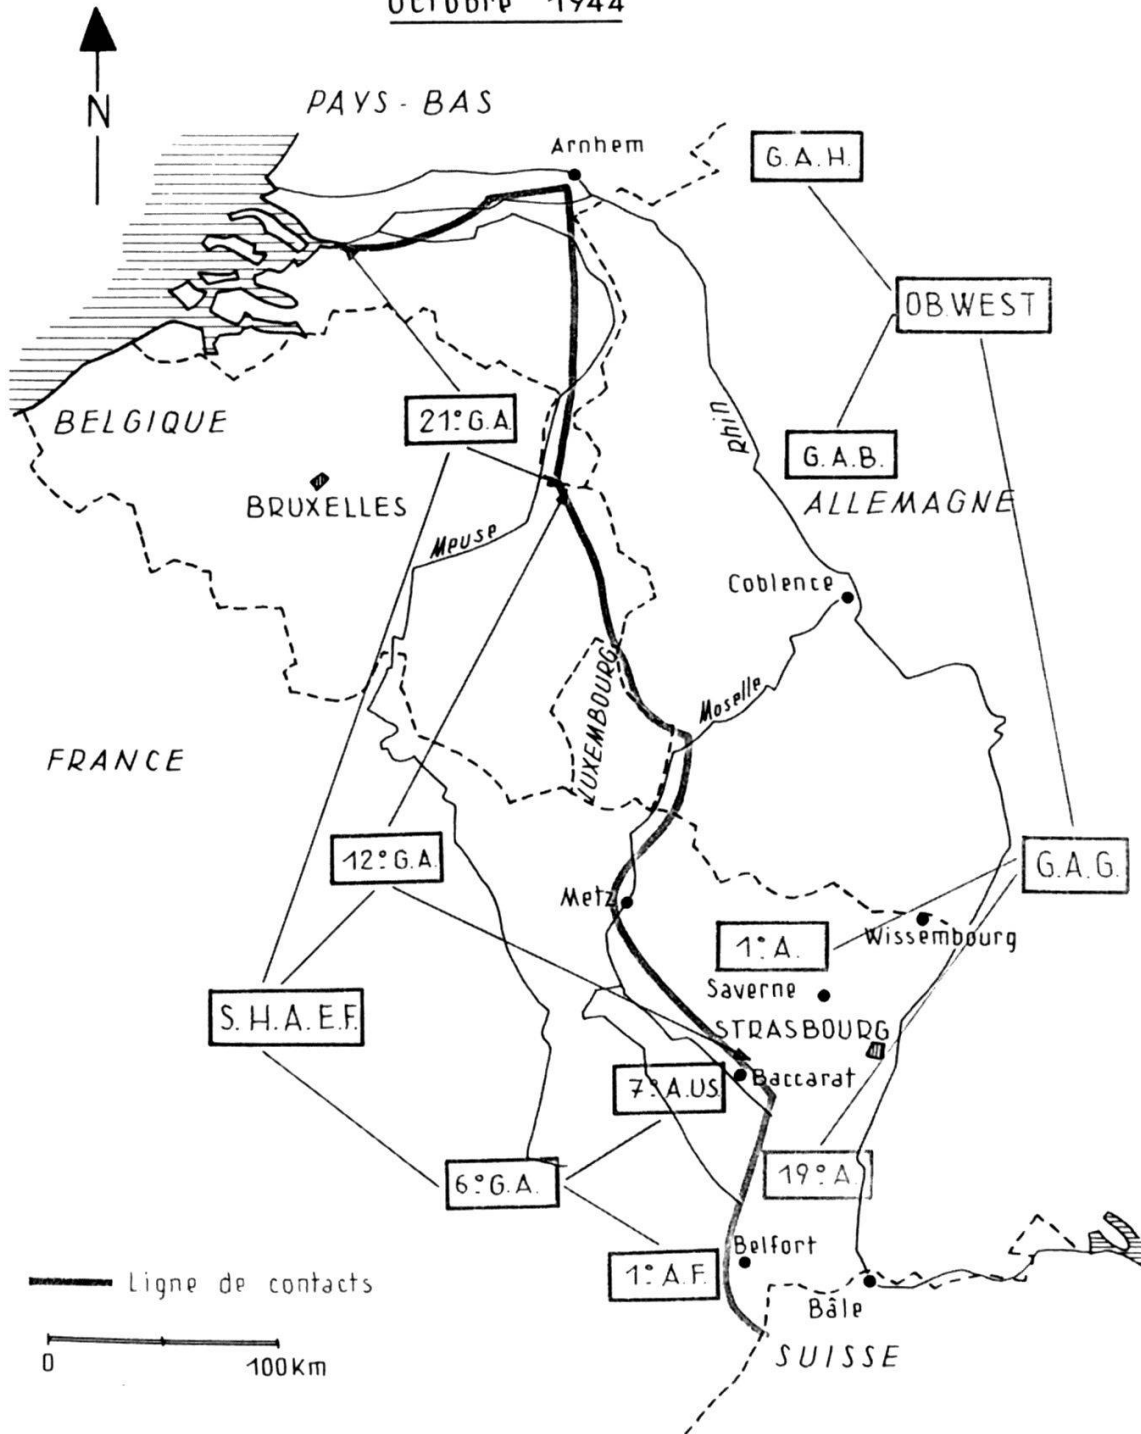 Octobre 1944
N
PAYS-BAS
Arnhem
G.A.H.
OB.WEST
21° G.A.
BELGIQUE
Rhin
G.A.B.
BRUXELLES
ALLEMAGNE
Meuse
Coblence
LUXEMBOURG
Moselle
FRANCE
12° G.A.
G.A.G.
Metz
1° A.
Wissembourg
Saverne
S.H.A.E.F.
STRASBOURG
7° A.US.
Baccarat
6° G.A.
19° A.
Belfort
1° A.F.
Ligne de contacts
Bâle
0 100Km
SUISSE